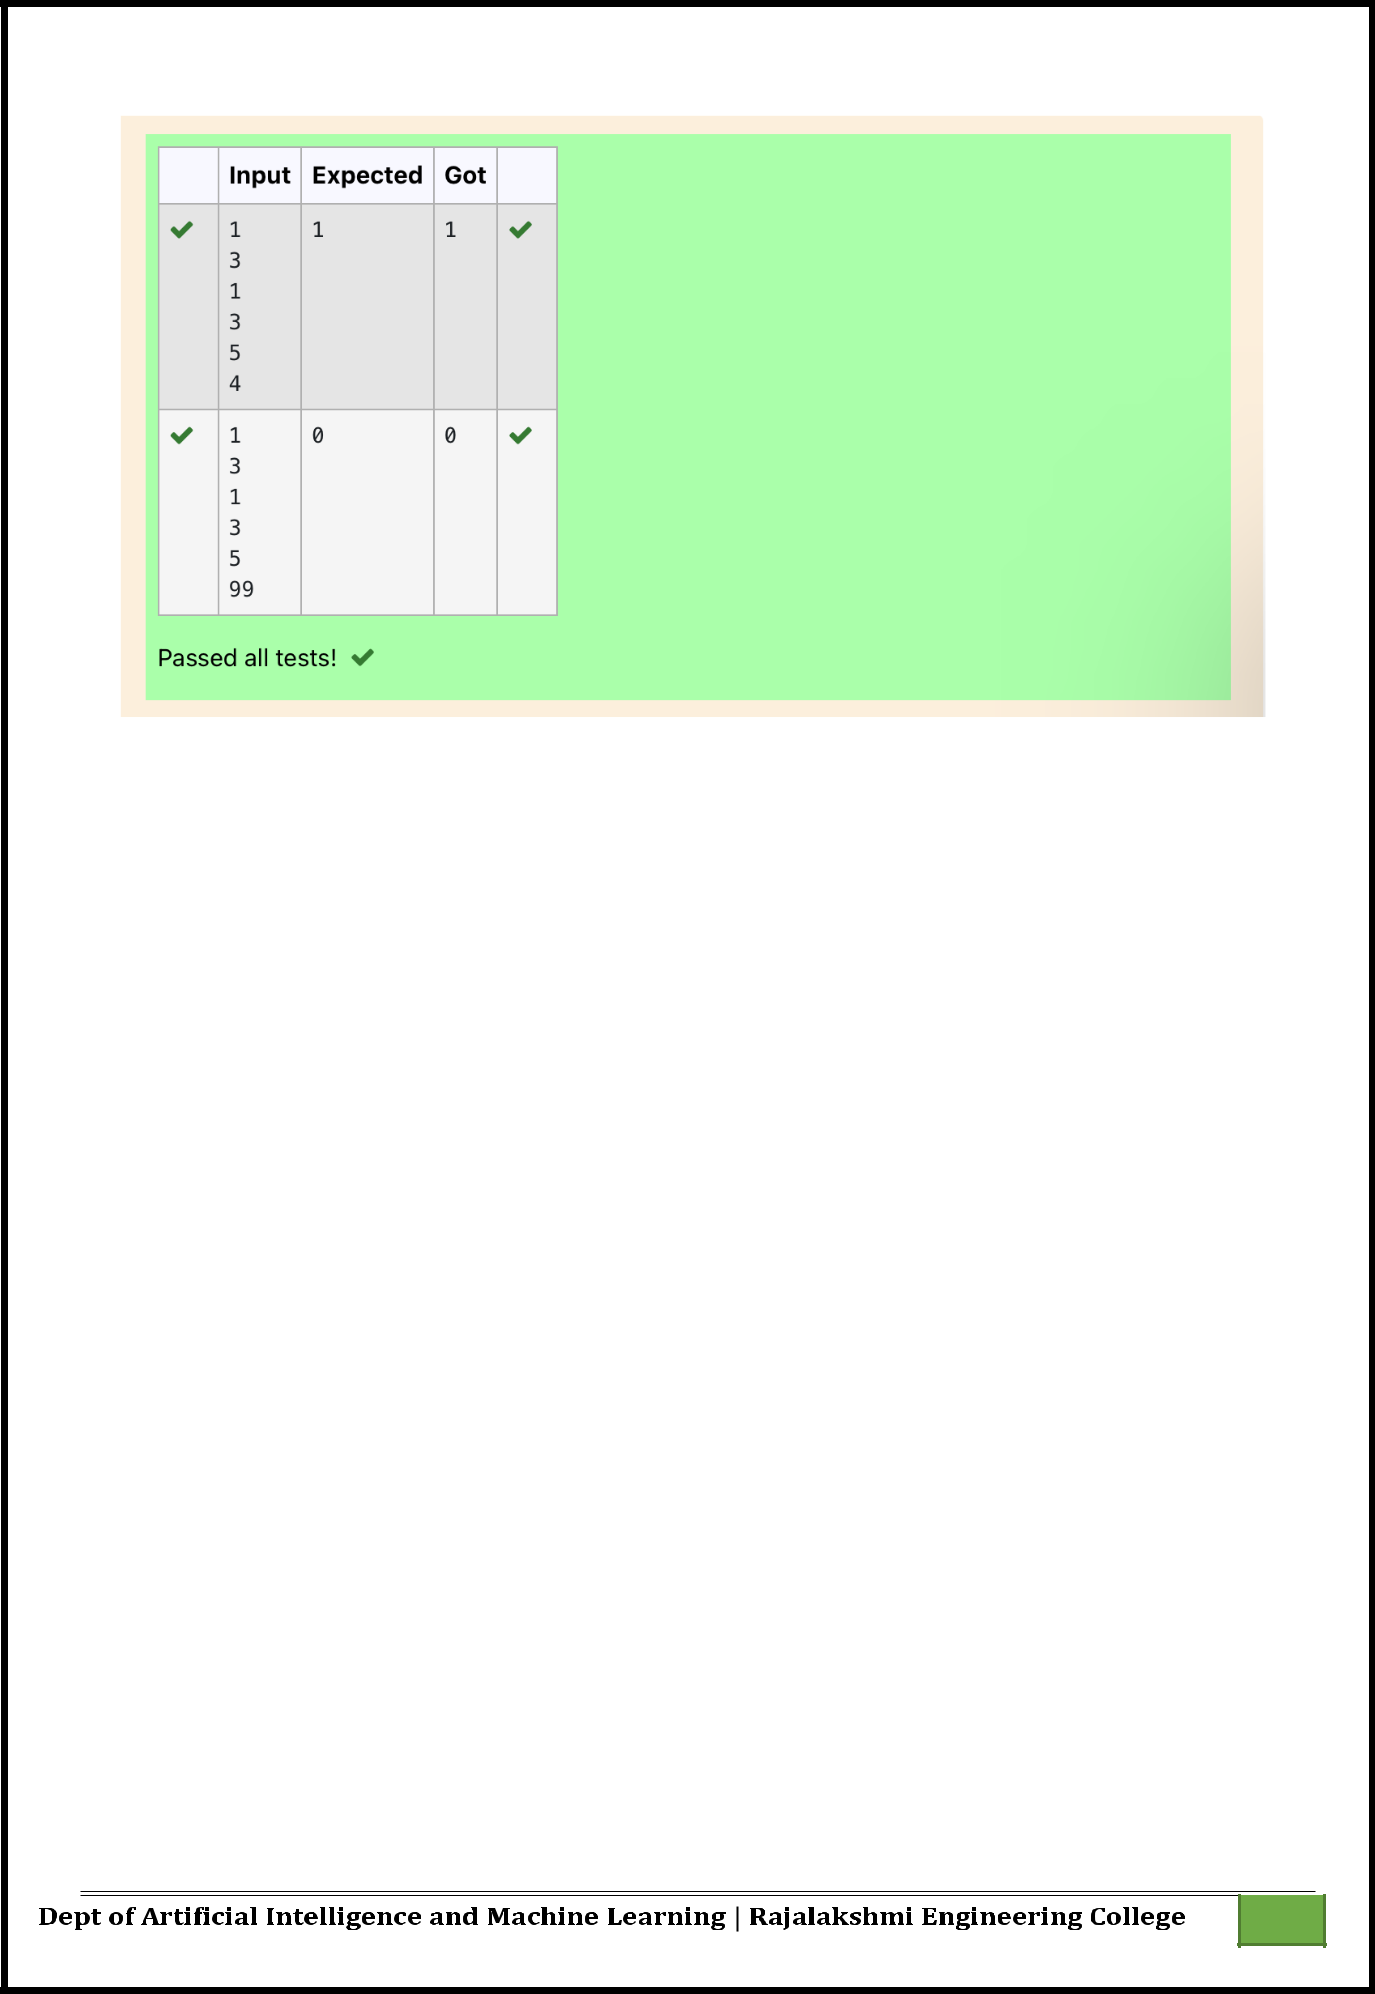 Input Expected Got
1 1 1
3
1
3
5
4
1 0 0
3
1
3
5
99
Passed all tests!
Dept of Artificial Intelligence and Machine Learning | Rajalakshmi Engineering College